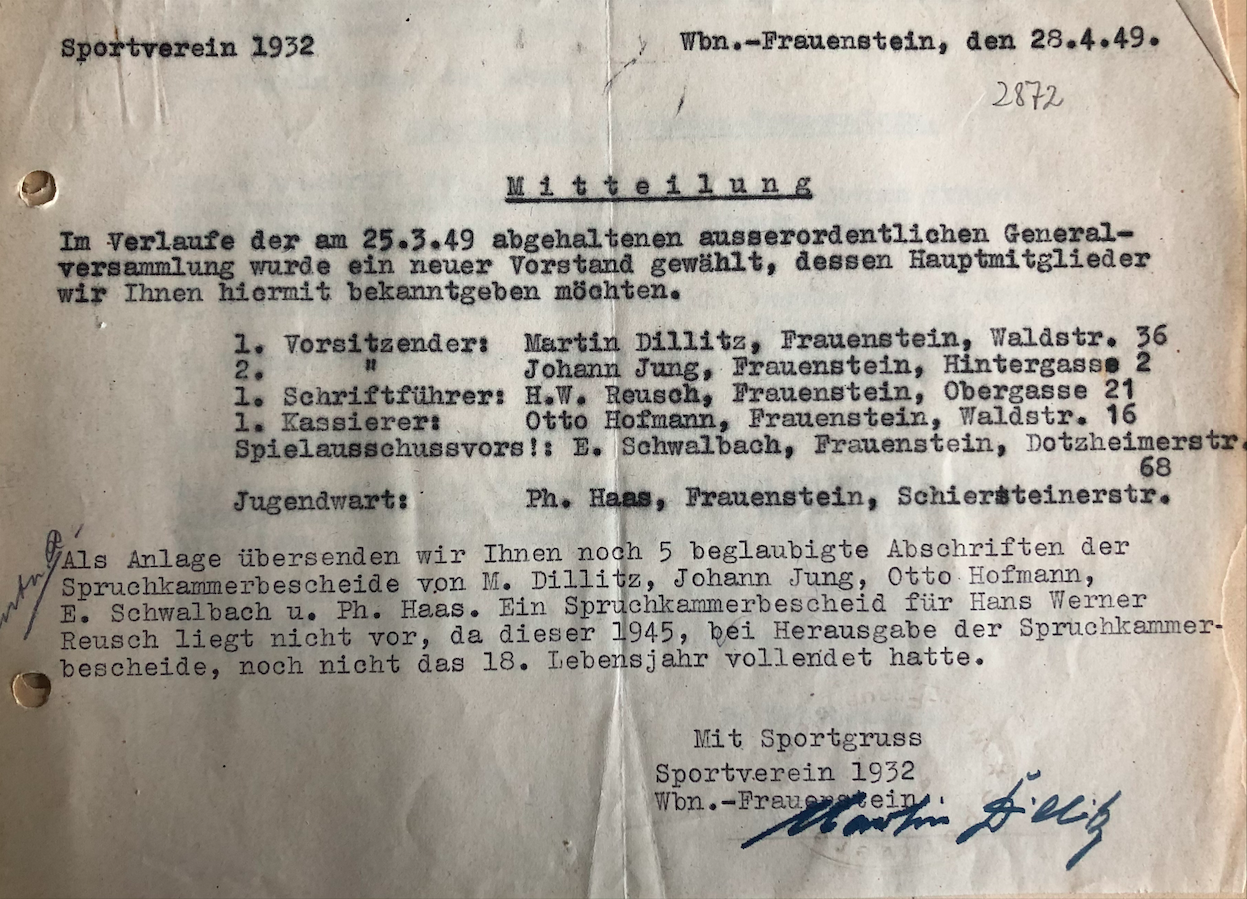 Sportverein 1932
Wbn.-Frauenstein, den 28.4.49.
2872
Mitteilung
Im Verlaufe der am 25.3.49 abgehaltenen ausserordentlichen General-
versammlung wurde ein neuer Vorstand gewählt, dessen Hauptmitglieder
wir Ihnen hiermit bekanntgeben möchten.
1. Vorsitzender: Martin Dillitz, Frauenstein, Waldstr. 36
2. " Johann Jung, Frauenstein, Hintergasse 2
1. Schriftführer: H.W. Reusch, Frauenstein, Obergasse 21
1. Kassierer: Otto Hofmann, Frauenstein, Waldstr. 16
Spielausschussvors!: E. Schwalbach, Frauenstein, Dotzheimerstr.
68
Jugendwart: Ph. Haas, Frauenstein, Schiersteinerstr.
Als Anlage übersenden wir Ihnen noch 5 beglaubigte Abschriften der
Spruchkammerbescheide von M. Dillitz, Johann Jung, Otto Hofmann,
E. Schwalbach u. Ph. Haas. Ein Spruchkammerbescheid für Hans Werner
Reusch liegt nicht vor, da dieser 1945, bei Herausgabe der Spruchkammer-
bescheide, noch nicht das 18. Lebensjahr vollendet hatte.
Mit Sportgruss
Sportverein 1932
Wbn.-Frauenstein
Martin Dillitz